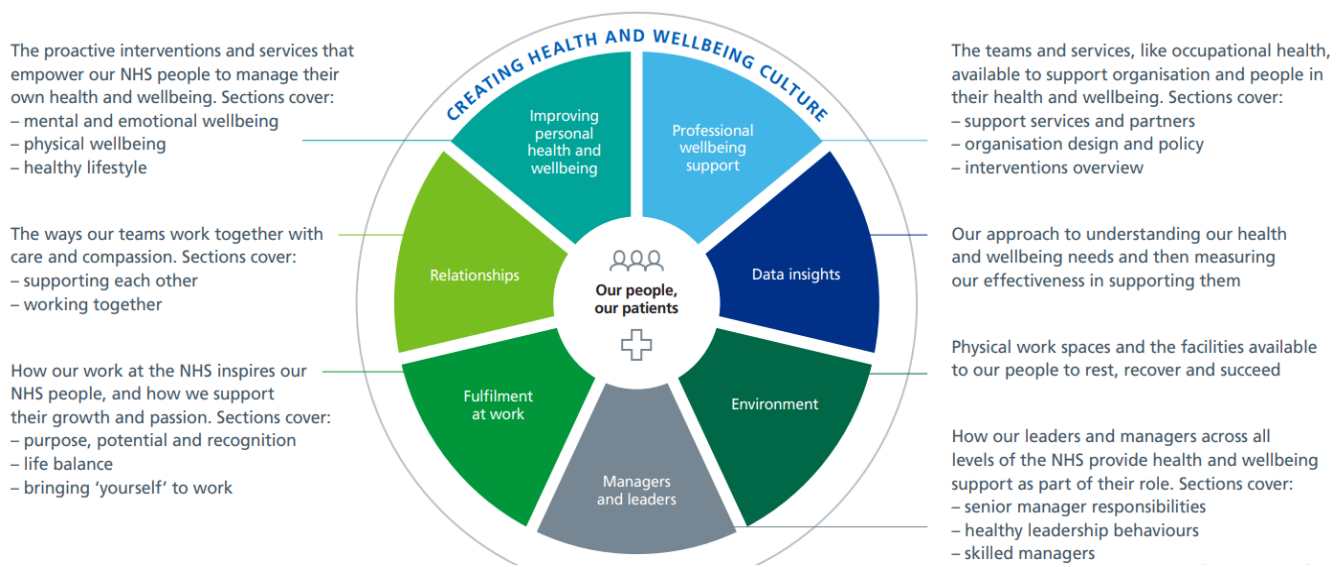 CREATING HEALTH AND WELLBEING CULTURE
The proactive interventions and services that
empower our NHS people to manage their
own health and wellbeing. Sections cover:
– mental and emotional wellbeing
– physical wellbeing
– healthy lifestyle
The ways our teams work together with
care and compassion. Sections cover:
– supporting each other
– working together
How our work at the NHS inspires our
NHS people, and how we support
their growth and passion. Sections cover:
– purpose, potential and recognition
– life balance
– bringing ‘yourself’ to work
Improving
personal
health and
wellbeing
Professional
wellbeing
support
Relationships
Our people,
our patients
Data insights
Fulfilment
at work
Environment
Managers
and leaders
The teams and services, like occupational health,
available to support organisation and people in
their health and wellbeing. Sections cover:
– support services and partners
– organisation design and policy
– interventions overview
Our approach to understanding our health
and wellbeing needs and then measuring
our effectiveness in supporting them
Physical work spaces and the facilities available
to our people to rest, recover and succeed
How our leaders and managers across all
levels of the NHS provide health and wellbeing
support as part of their role. Sections cover:
– senior manager responsibilities
– healthy leadership behaviours
– skilled managers